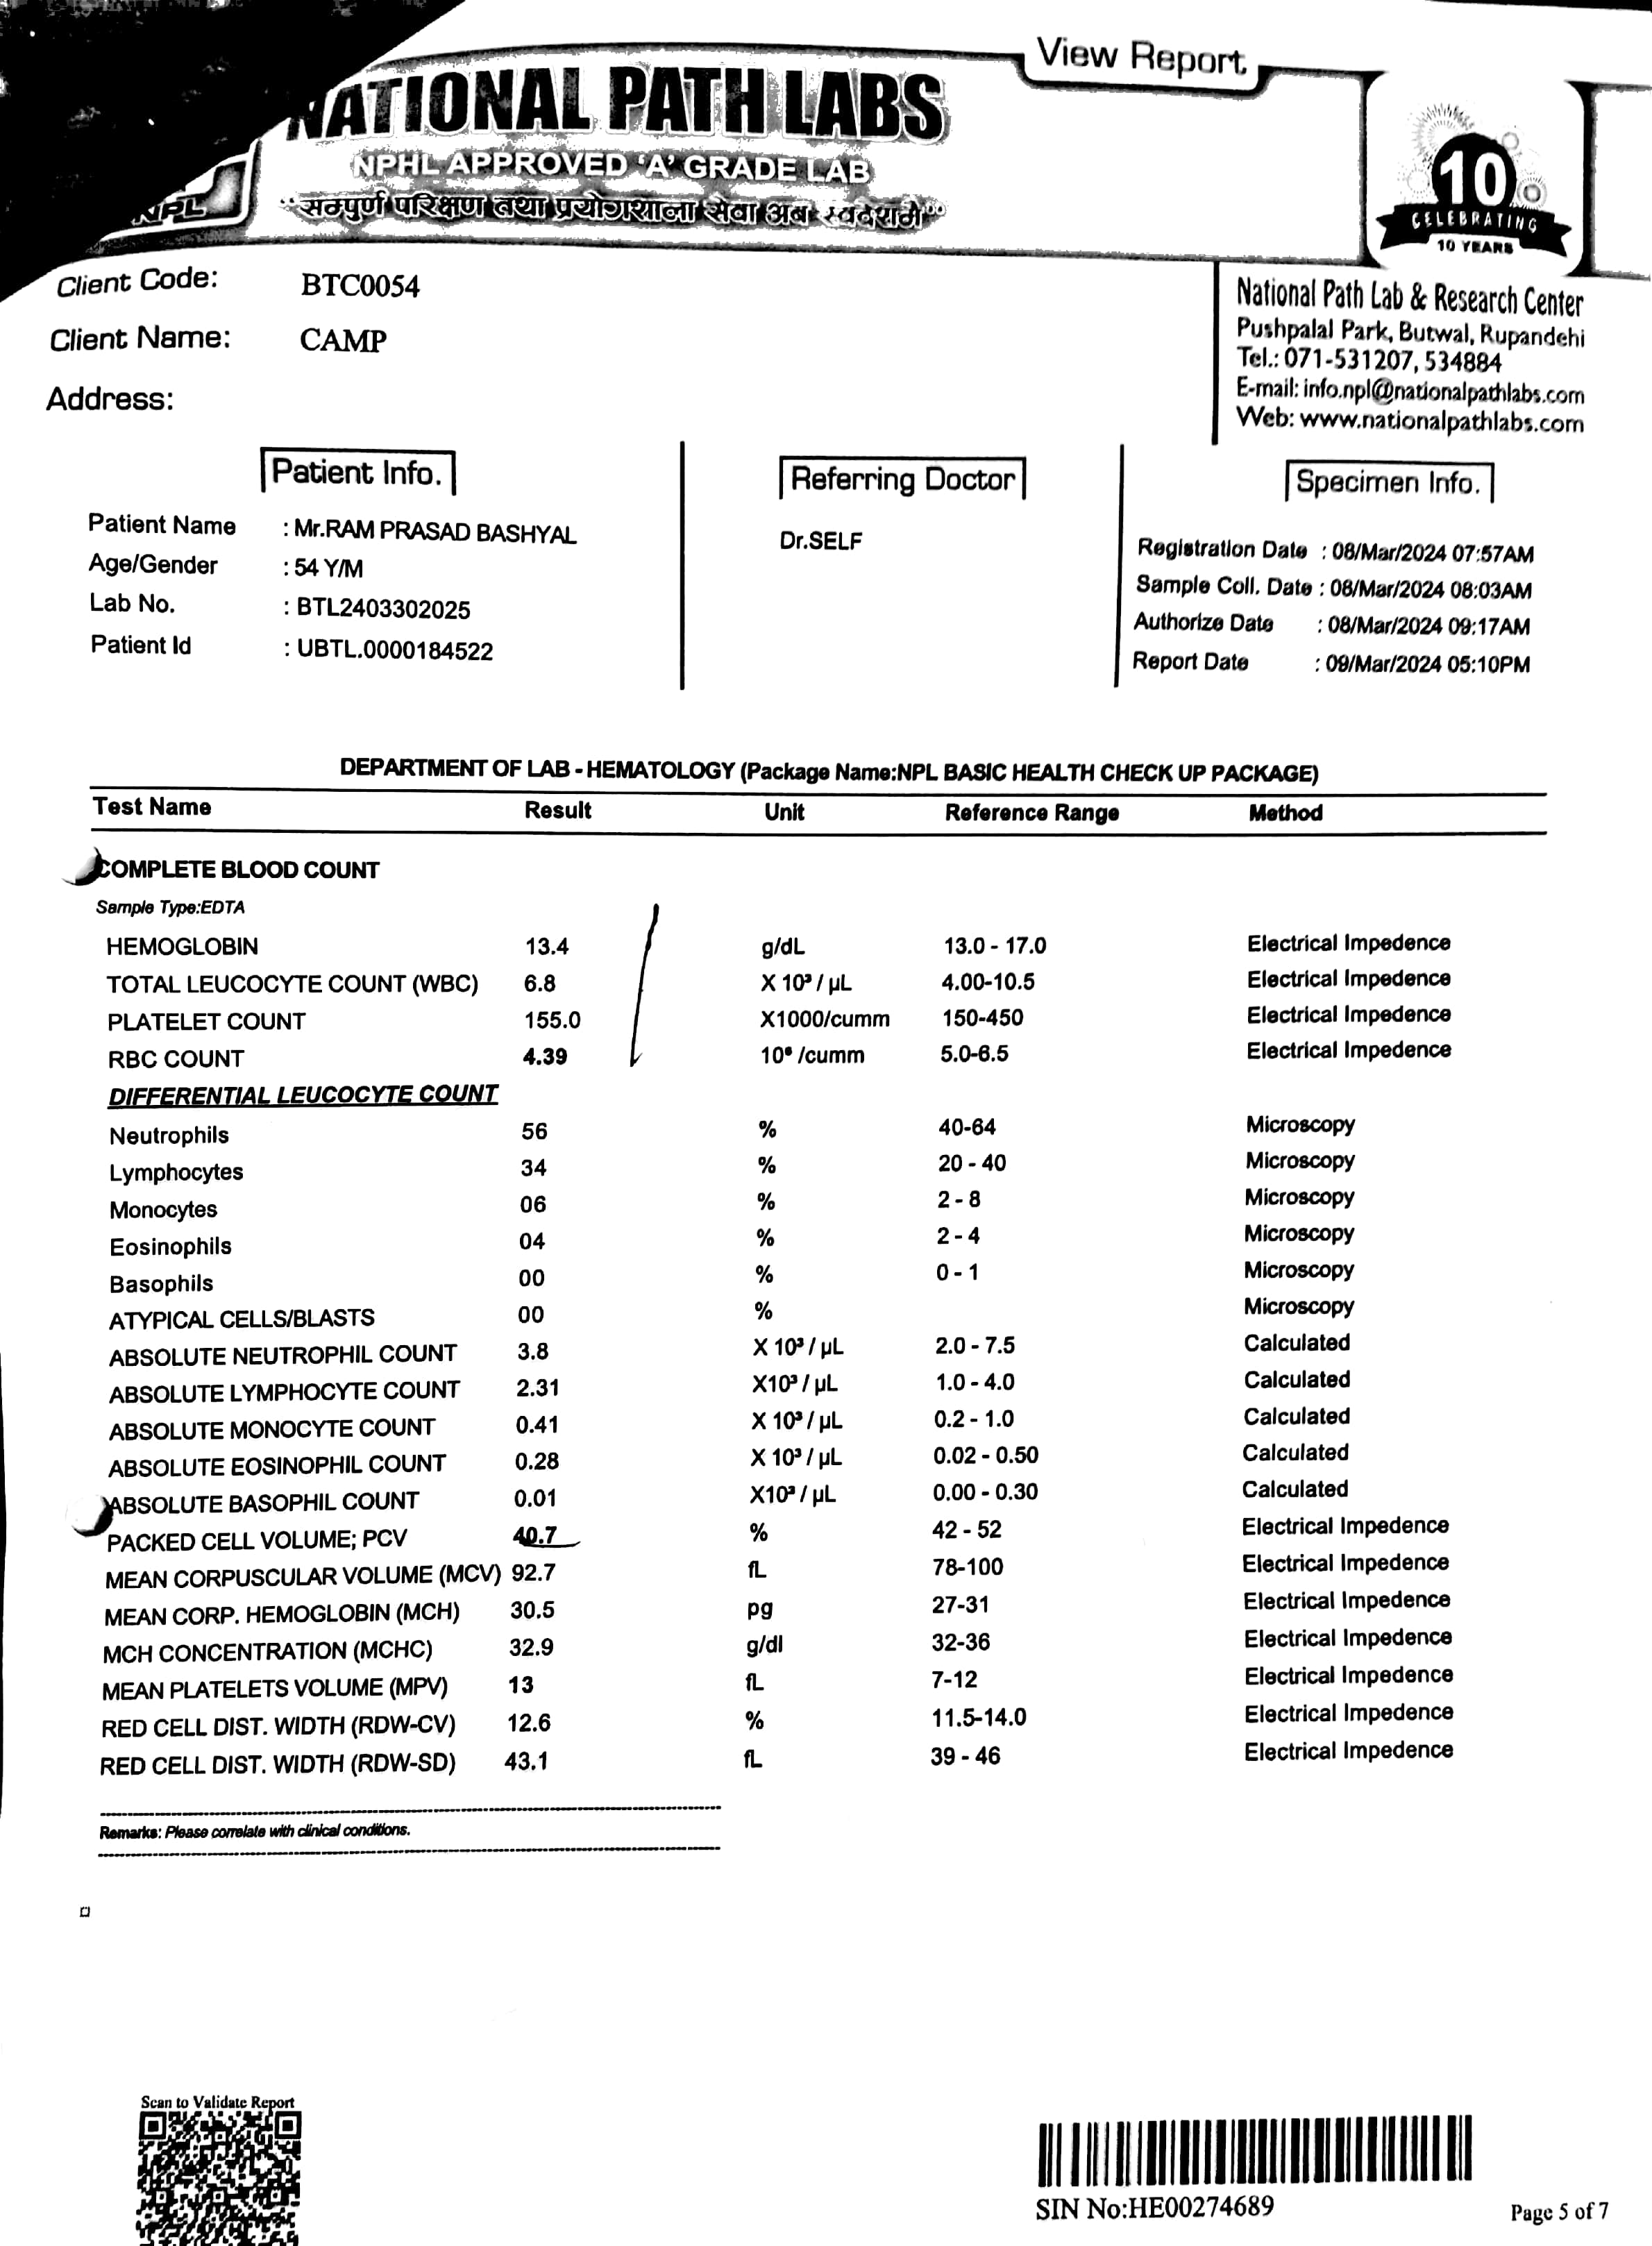 View Report
NATIONAL PATH LABS
NPHL APPROVED 'A' GRADE LAB
"सम्पुर्ण परिक्षण तथा प्रयोगशाला सेवा अब स्वदेशमै"
NPL
10
CELEBRATING
10 YEARS
Client Code: BTC0054
Client Name: CAMP
Address:
National Path Lab & Research Center
Pushpalal Park, Butwal, Rupandehi
Tel.: 071-531207, 534884
E-mail: info.npl@nationalpathlabs.com
Web: www.nationalpathlabs.com
Patient Info.
Patient Name : Mr.RAM PRASAD BASHYAL
Age/Gender : 54 Y/M
Lab No. : BTL2403302025
Patient Id : UBTL.0000184522
Referring Doctor
Dr.SELF
Specimen Info.
Registration Date : 08/Mar/2024 07:57AM
Sample Coll. Date : 08/Mar/2024 08:03AM
Authorize Date : 08/Mar/2024 09:17AM
Report Date : 09/Mar/2024 05:10PM
DEPARTMENT OF LAB - HEMATOLOGY (Package Name:NPL BASIC HEALTH CHECK UP PACKAGE)
Test Name Result Unit Reference Range Method
COMPLETE BLOOD COUNT
Sample Type:EDTA
HEMOGLOBIN 13.4 g/dL 13.0 - 17.0 Electrical Impedence
TOTAL LEUCOCYTE COUNT (WBC) 6.8 X 10³ / µL 4.00-10.5 Electrical Impedence
PLATELET COUNT 155.0 X1000/cumm 150-450 Electrical Impedence
RBC COUNT 4.39 10⁶ /cumm 5.0-6.5 Electrical Impedence
DIFFERENTIAL LEUCOCYTE COUNT
Neutrophils 56 % 40-64 Microscopy
Lymphocytes 34 % 20 - 40 Microscopy
Monocytes 06 % 2 - 8 Microscopy
Eosinophils 04 % 2 - 4 Microscopy
Basophils 00 % 0 - 1 Microscopy
ATYPICAL CELLS/BLASTS 00 % Microscopy
ABSOLUTE NEUTROPHIL COUNT 3.8 X 10³ / µL 2.0 - 7.5 Calculated
ABSOLUTE LYMPHOCYTE COUNT 2.31 X10³ / µL 1.0 - 4.0 Calculated
ABSOLUTE MONOCYTE COUNT 0.41 X 10³ / µL 0.2 - 1.0 Calculated
ABSOLUTE EOSINOPHIL COUNT 0.28 X 10³ / µL 0.02 - 0.50 Calculated
ABSOLUTE BASOPHIL COUNT 0.01 X10³ / µL 0.00 - 0.30 Calculated
PACKED CELL VOLUME; PCV 40.7 % 42 - 52 Electrical Impedence
MEAN CORPUSCULAR VOLUME (MCV) 92.7 fL 78-100 Electrical Impedence
MEAN CORP. HEMOGLOBIN (MCH) 30.5 pg 27-31 Electrical Impedence
MCH CONCENTRATION (MCHC) 32.9 g/dl 32-36 Electrical Impedence
MEAN PLATELETS VOLUME (MPV) 13 fL 7-12 Electrical Impedence
RED CELL DIST. WIDTH (RDW-CV) 12.6 % 11.5-14.0 Electrical Impedence
RED CELL DIST. WIDTH (RDW-SD) 43.1 fL 39 - 46 Electrical Impedence
Remarks: Please correlate with clinical conditions.
Scan to Validate Report
SIN No:HE00274689
Page 5 of 7